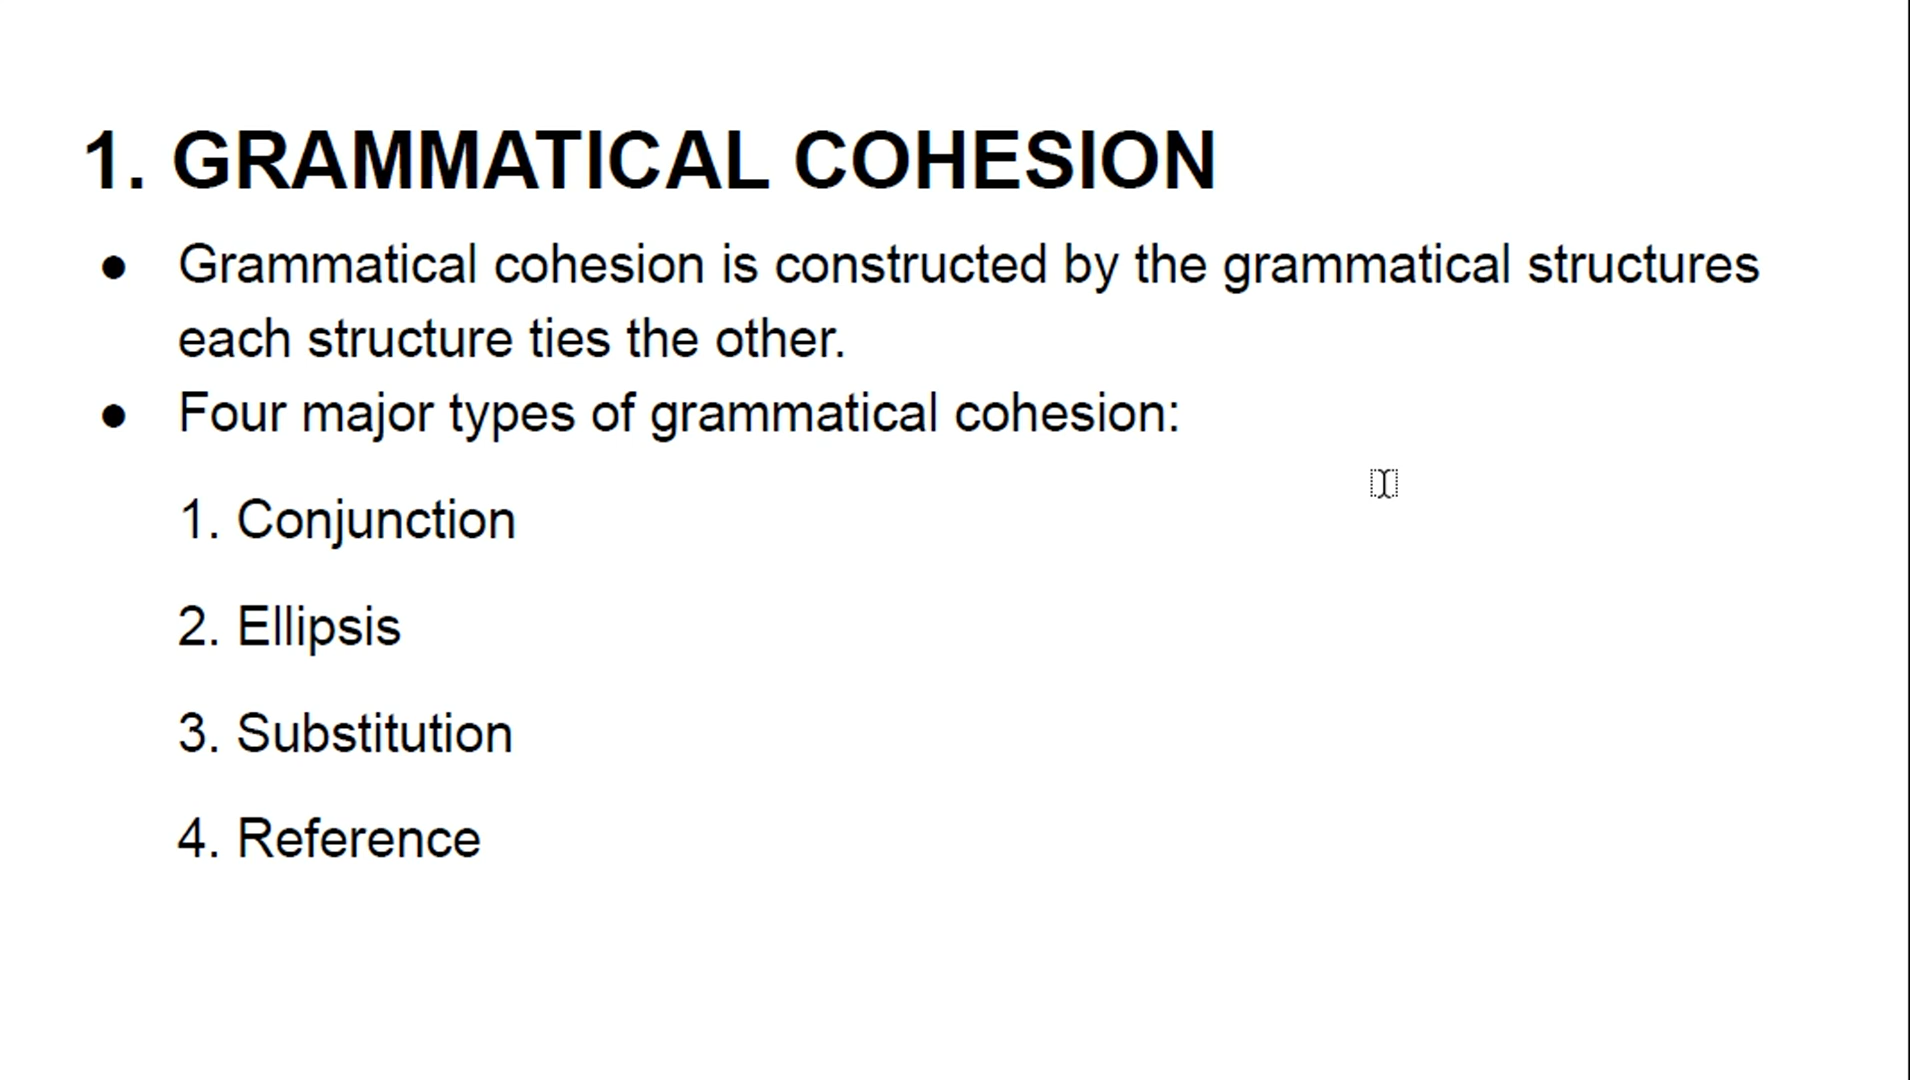 1. GRAMMATICAL COHESION
● Grammatical cohesion is constructed by the grammatical structures
each structure ties the other.
● Four major types of grammatical cohesion:
1. Conjunction
2. Ellipsis
3. Substitution
4. Reference